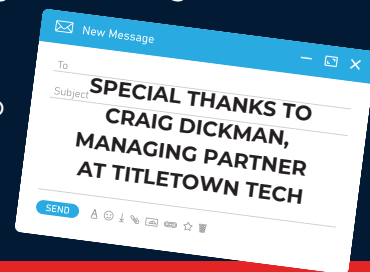 New Message
To
Subject
SPECIAL THANKS TO
CRAIG DICKMAN,
MANAGING PARTNER
AT TITLETOWN TECH
SEND